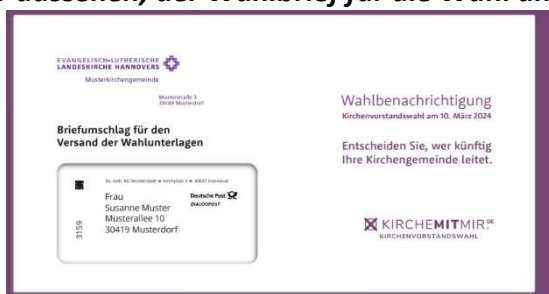 aussehen, der Wahlbrief für die Wahl am
EVANGELISCH-LUTHERISCHE
LANDESKIRCHE HANNOVERS
Musterkirchengemeinde
Musterstraße 3
30159 Musterdorf
Briefumschlag für den
Versand der Wahlunterlagen
Frau
Susanne Muster
Musterallee 10
30419 Musterdorf
Deutsche Post
DIALOGPOST
3159
Wahlbenachrichtigung
Kirchenvorstandswahl am 10. März 2024
Entscheiden Sie, wer künftig
Ihre Kirchengemeinde leitet.
KIRCHEMITMIR.DE
KIRCHENVORSTANDSWAHL